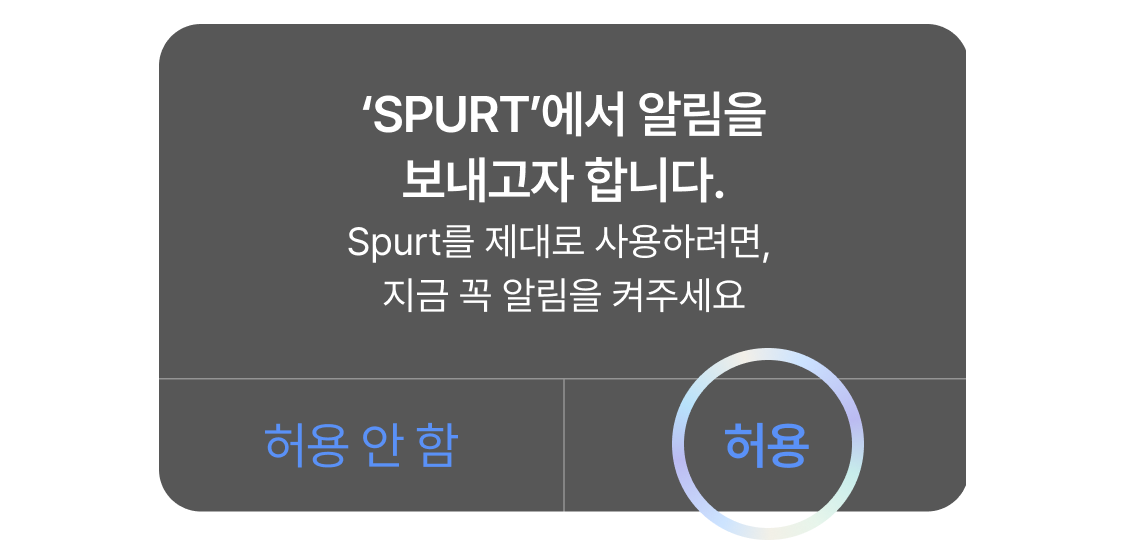 ‘SPURT’에서 알림을
보내고자 합니다.
Spurt를 제대로 사용하려면,
지금 꼭 알림을 켜주세요
허용 안 함
허용